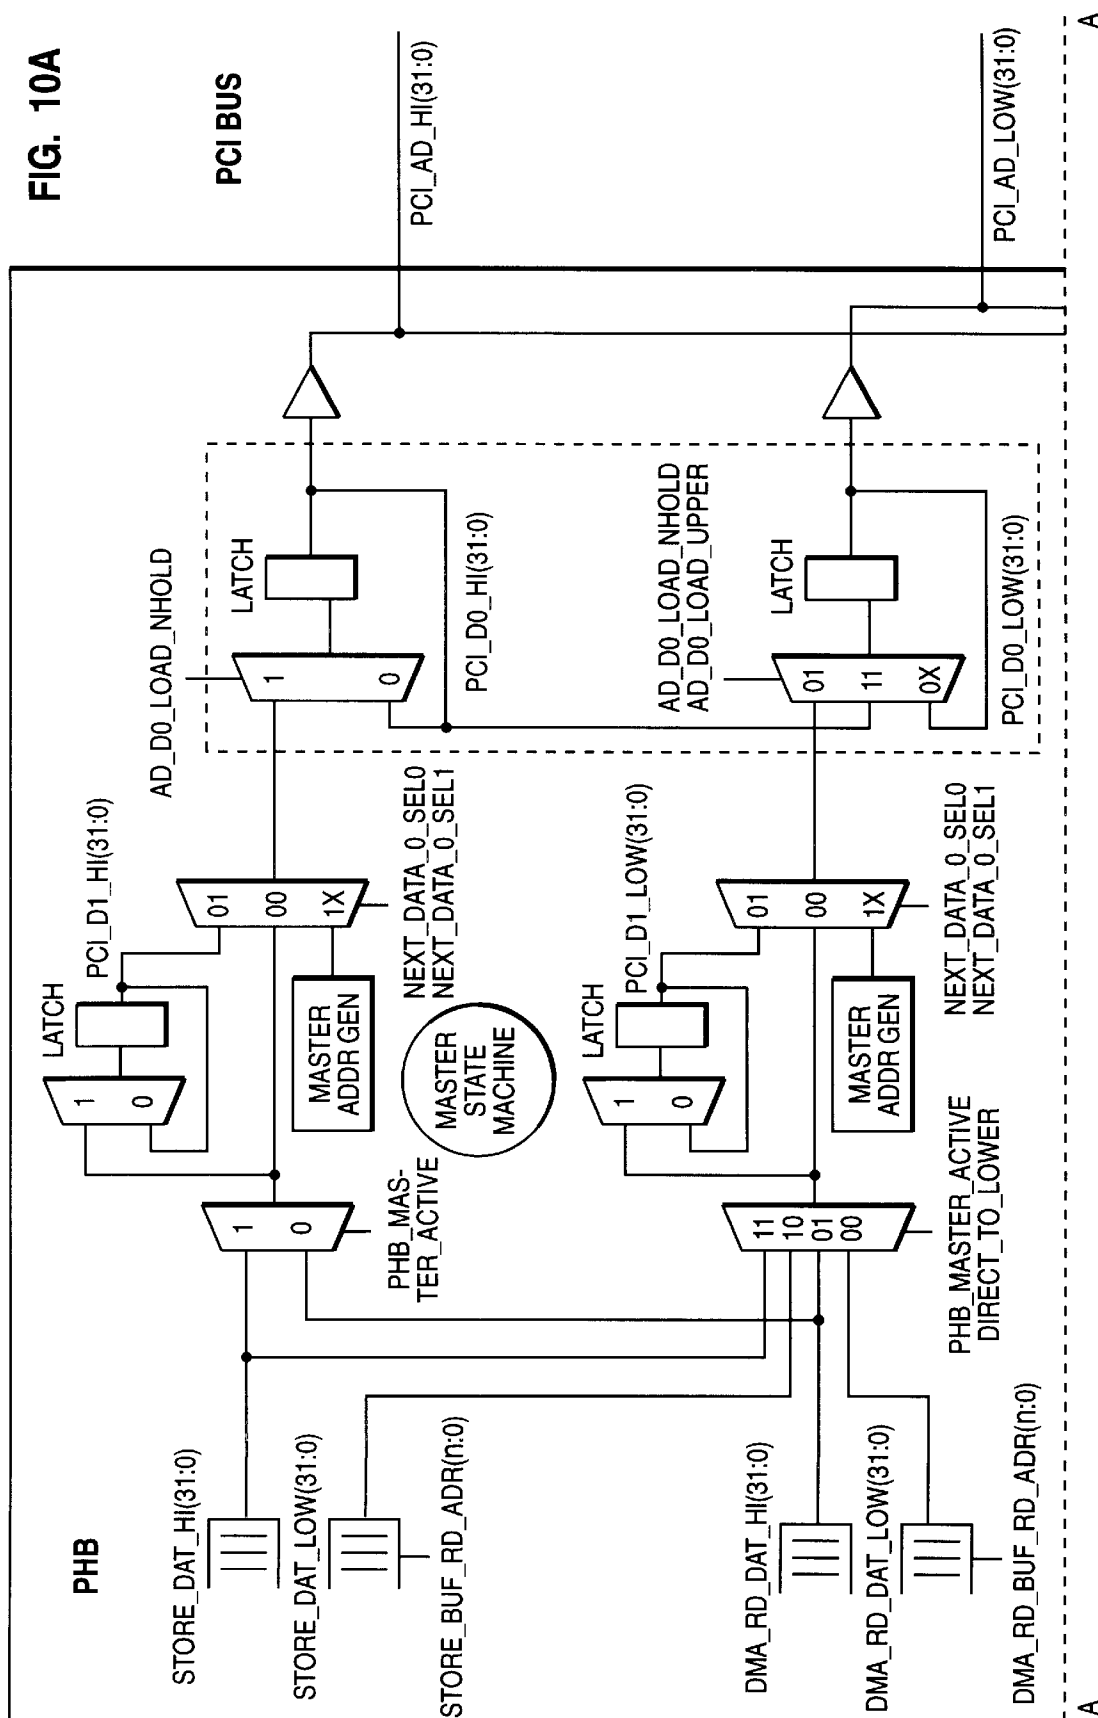 FIG. 10A
PHB
PCI BUS
STORE_DAT_HI(31:0)
STORE_DAT_LOW(31:0)
STORE_BUF_RD_ADR(n:0)
1
0
PHB_MAS-
TER_ACTIVE
LATCH
1
0
PCI_D1_HI(31:0)
MASTER
ADDR GEN
01
00
1X
NEXT_DATA_0_SEL0
NEXT_DATA_0_SEL1
AD_D0_LOAD_NHOLD
1
0
LATCH
PCI_D0_HI(31:0)
PCI_AD_HI(31:0)
MASTER
STATE
MACHINE
DMA_RD_DAT_HI(31:0)
DMA_RD_DAT_LOW(31:0)
DMA_RD_BUF_RD_ADR(n:0)
11
10
01
00
PHB_MASTER_ACTIVE
DIRECT_TO_LOWER
LATCH
1
0
PCI_D1_LOW(31:0)
MASTER
ADDR GEN
01
00
1X
NEXT_DATA_0_SEL0
NEXT_DATA_0_SEL1
AD_D0_LOAD_NHOLD
AD_D0_LOAD_UPPER
01
11
0X
LATCH
PCI_D0_LOW(31:0)
PCI_AD_LOW(31:0)
A
A